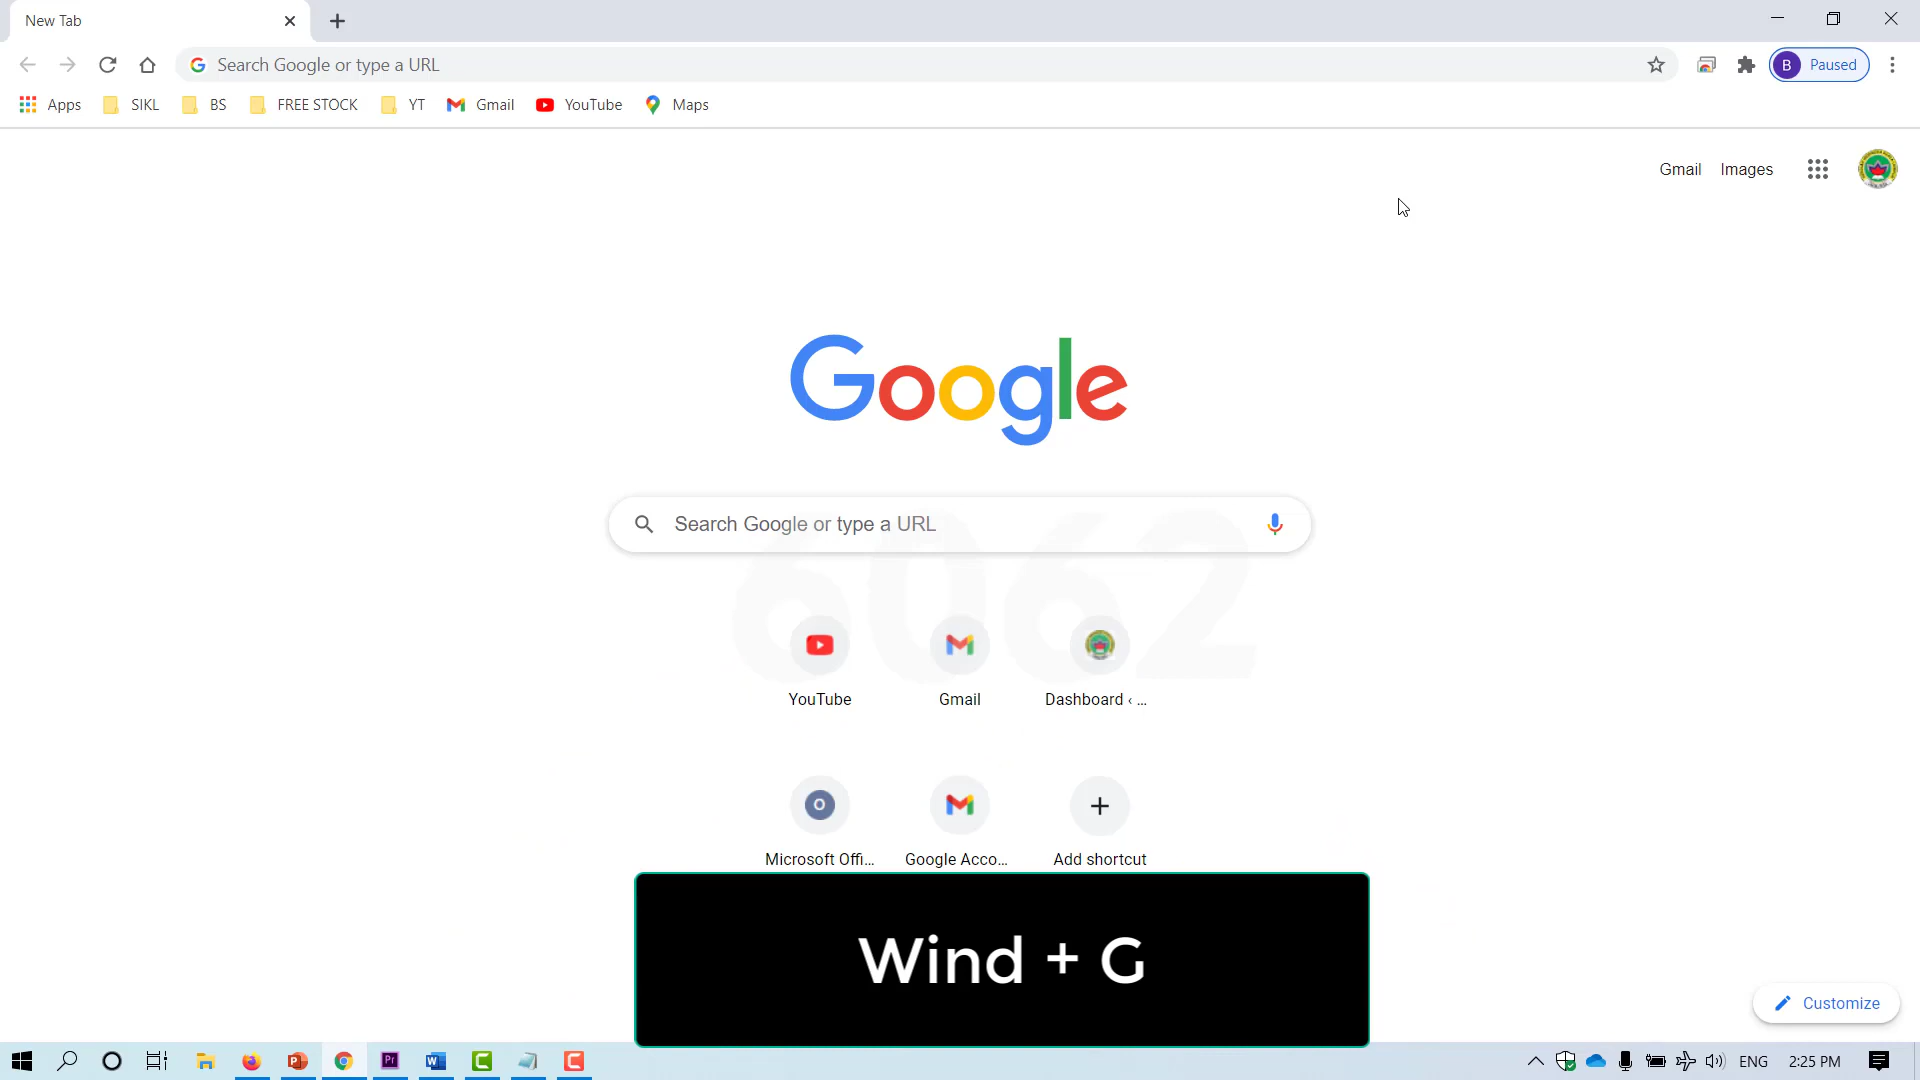 New Tab
Search Google or type a URL
B Paused
Apps SIKL BS FREE STOCK YT Gmail YouTube Maps
Gmail Images
Google
Search Google or type a URL
6062
YouTube Gmail Dashboard ‹ ...
O
Microsoft Offi... Google Acco... Add shortcut
Wind + G
Customize
Pr
ENG 2:25 PM